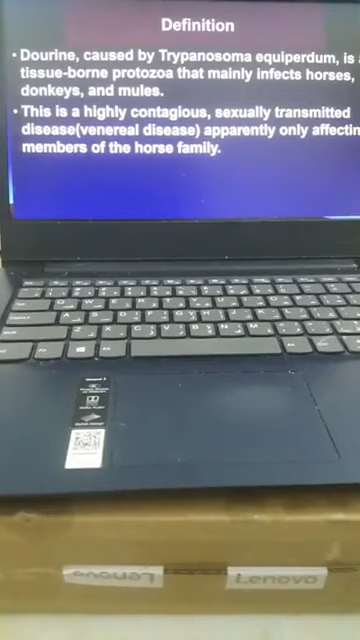 Definition
• Dourine, caused by Trypanosoma equiperdum, is a
tissue-borne protozoa that mainly infects horses,
donkeys, and mules.
• This is a highly contagious, sexually transmitted
disease(venereal disease) apparently only affectin
members of the horse family.
Lenovo
Lenovo